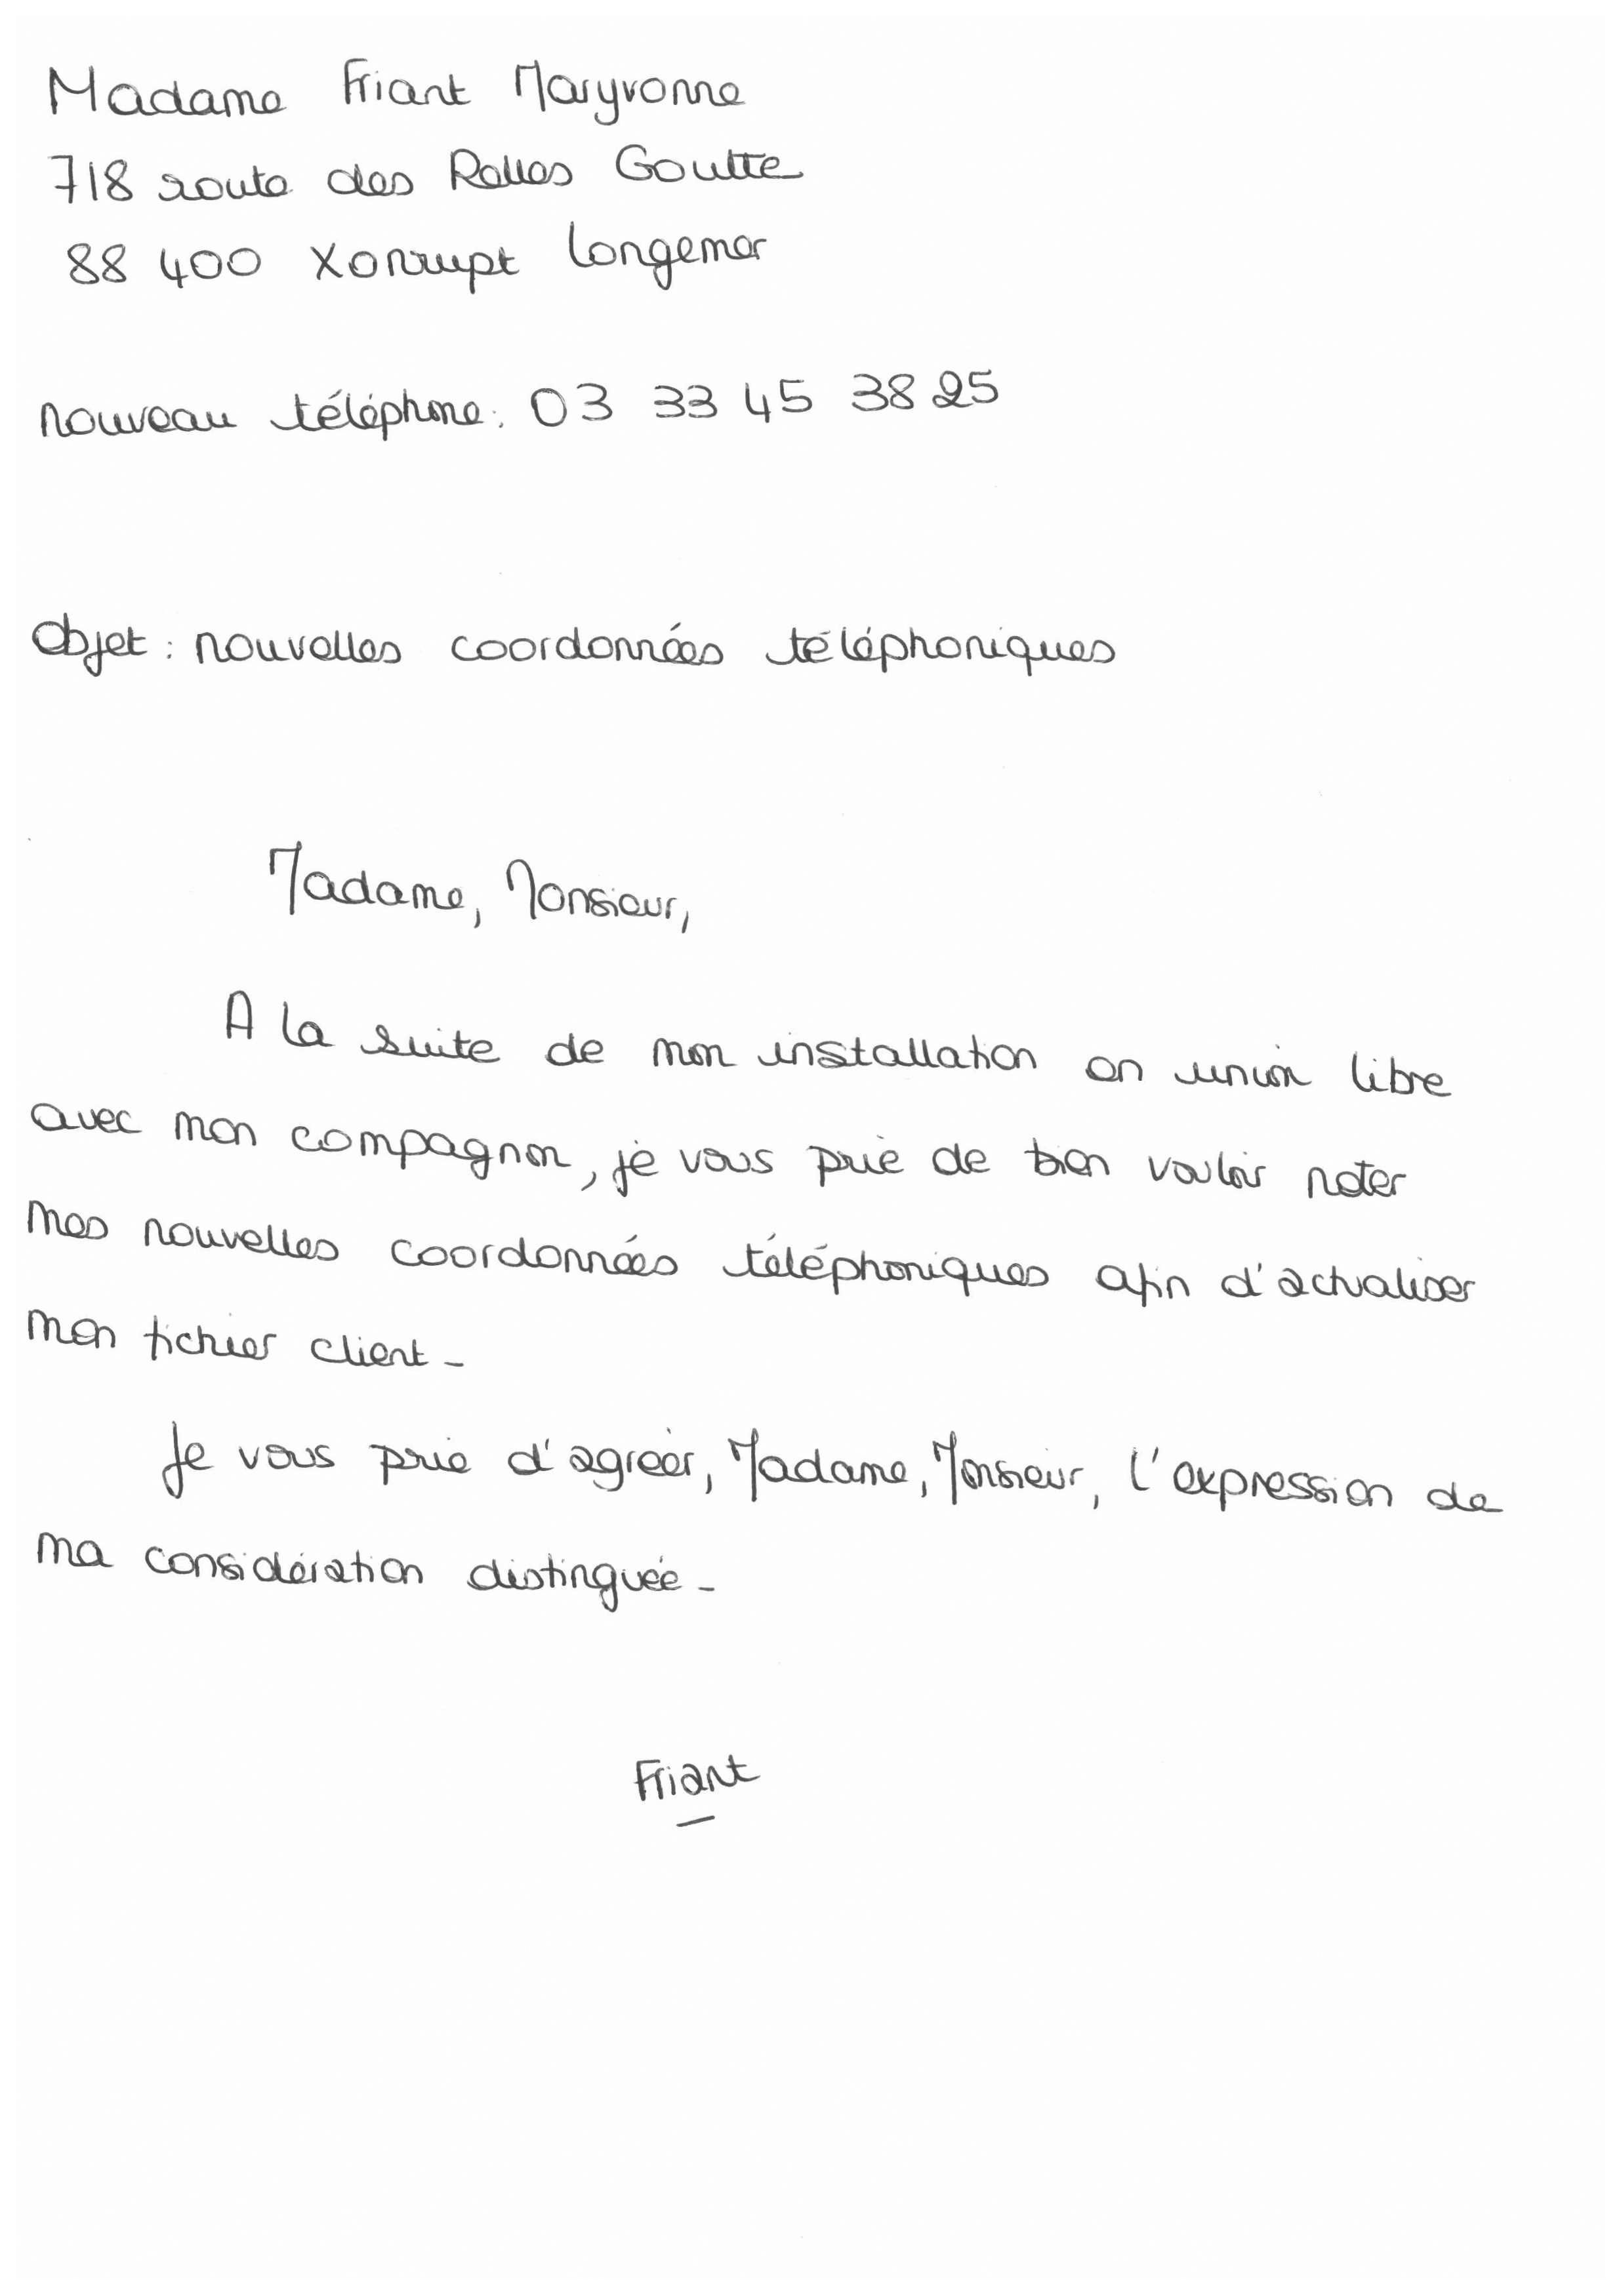 Madame Friant Maryvonne
718 route des Relles Goutte
88 400 Xonrupt Longemer
nouveau téléphone: 03 33 45 38 25
Objet : nouvelles coordonnées téléphoniques
Madame, Monsieur,
A la suite de mon installation en union libre
avec mon compagnon, je vous prie de bien vouloir noter
mes nouvelles coordonnées téléphoniques afin d'actualiser
mon fichier client.
Je vous prie d'agréer, Madame, Monsieur, l'expression de
ma considération distinguée.
Friant